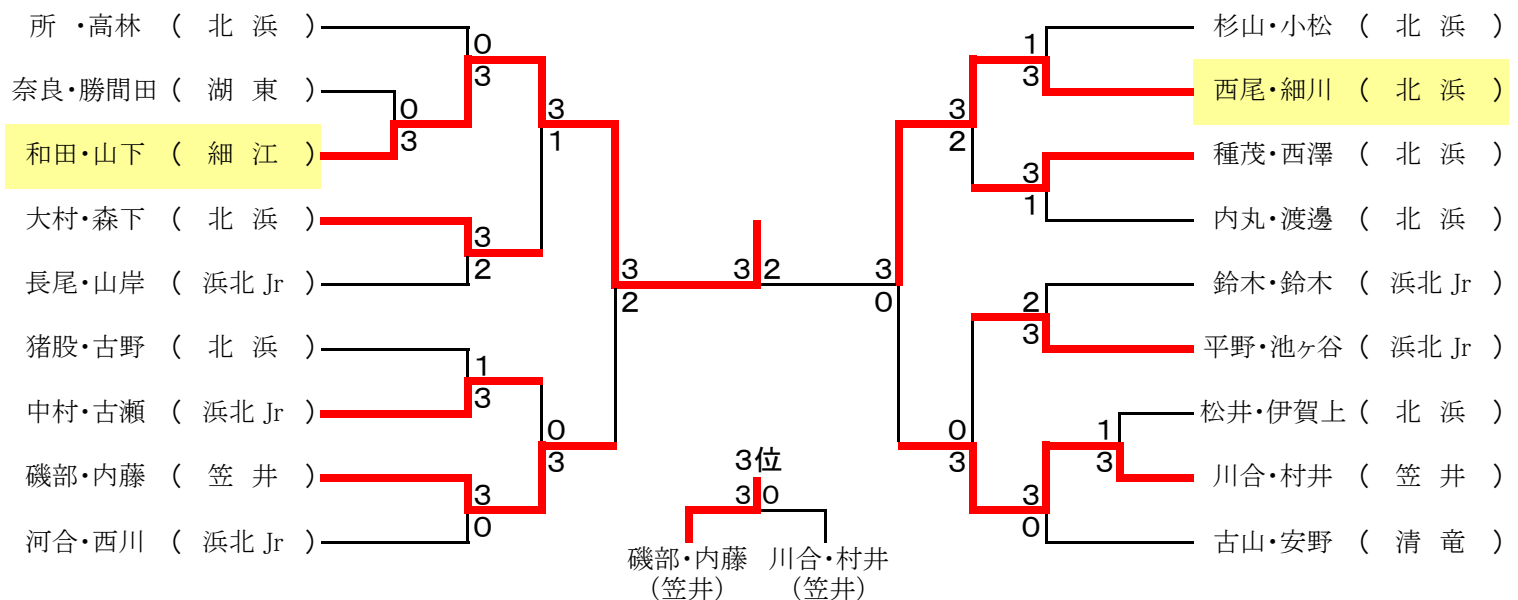 所 ・高林 ( 北 浜 )
0
3
奈良・勝間田 ( 湖 東 )
0
3
和田・山下 ( 細 江 )
3
1
大村・森下 ( 北 浜 )
3
2
長尾・山岸 ( 浜北 Jr )
3
2
猪股・古野 ( 北 浜 )
1
3
中村・古瀬 ( 浜北 Jr )
0
3
磯部・内藤 ( 笠 井 )
3
0
河合・西川 ( 浜北 Jr )
3 2
3位
3 0
磯部・内藤 川合・村井
(笠井) (笠井)
杉山・小松 ( 北 浜 )
1
3
西尾・細川 ( 北 浜 )
3
2
種茂・西澤 ( 北 浜 )
3
1
内丸・渡邊 ( 北 浜 )
3
0
鈴木・鈴木 ( 浜北 Jr )
2
3
平野・池ヶ谷 ( 浜北 Jr )
0
3
松井・伊賀上 ( 北 浜 )
1
3
川合・村井 ( 笠 井 )
3
0
古山・安野 ( 清 竜 )